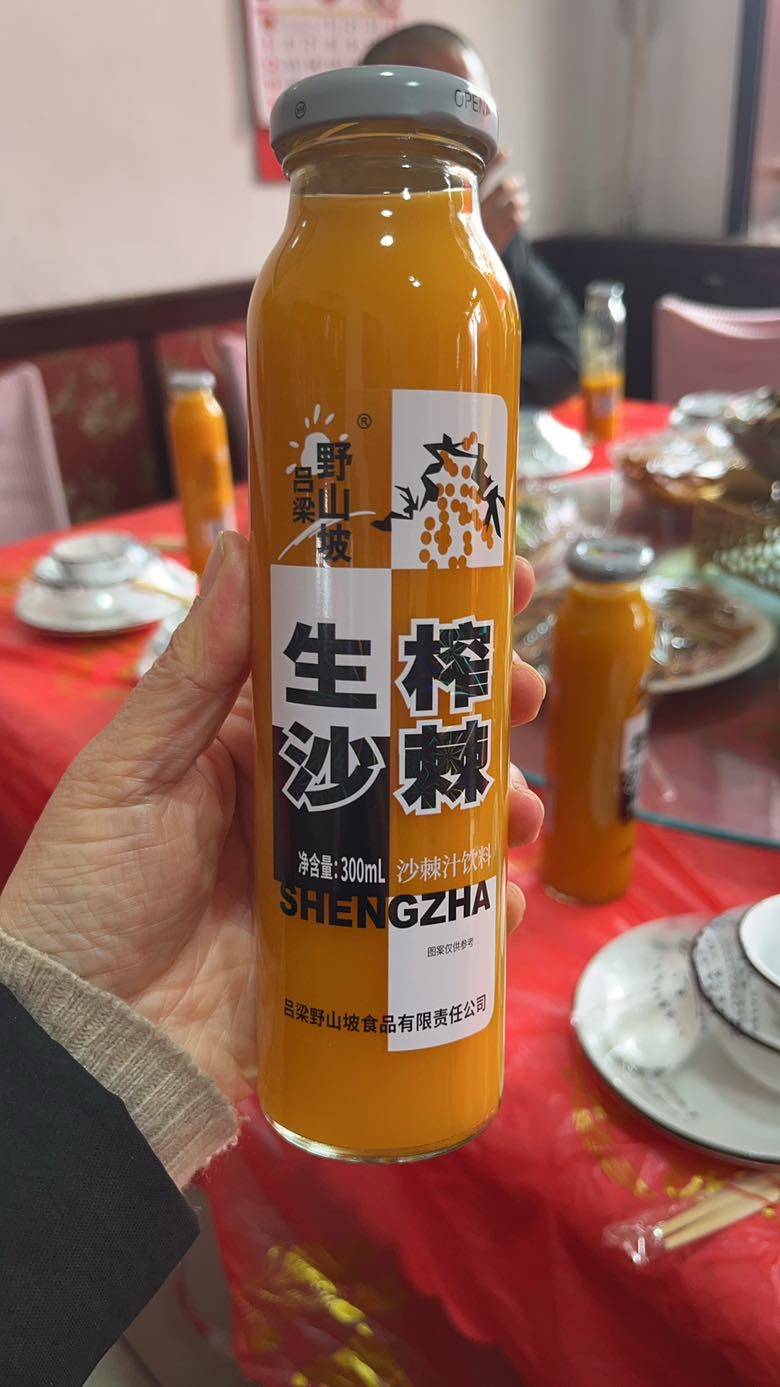 OPEN
®
吕梁
野山坡
生榨
沙棘
净含量:300mL
沙棘汁饮料
SHENGZHA
图案仅供参考
吕梁野山坡食品有限责任公司